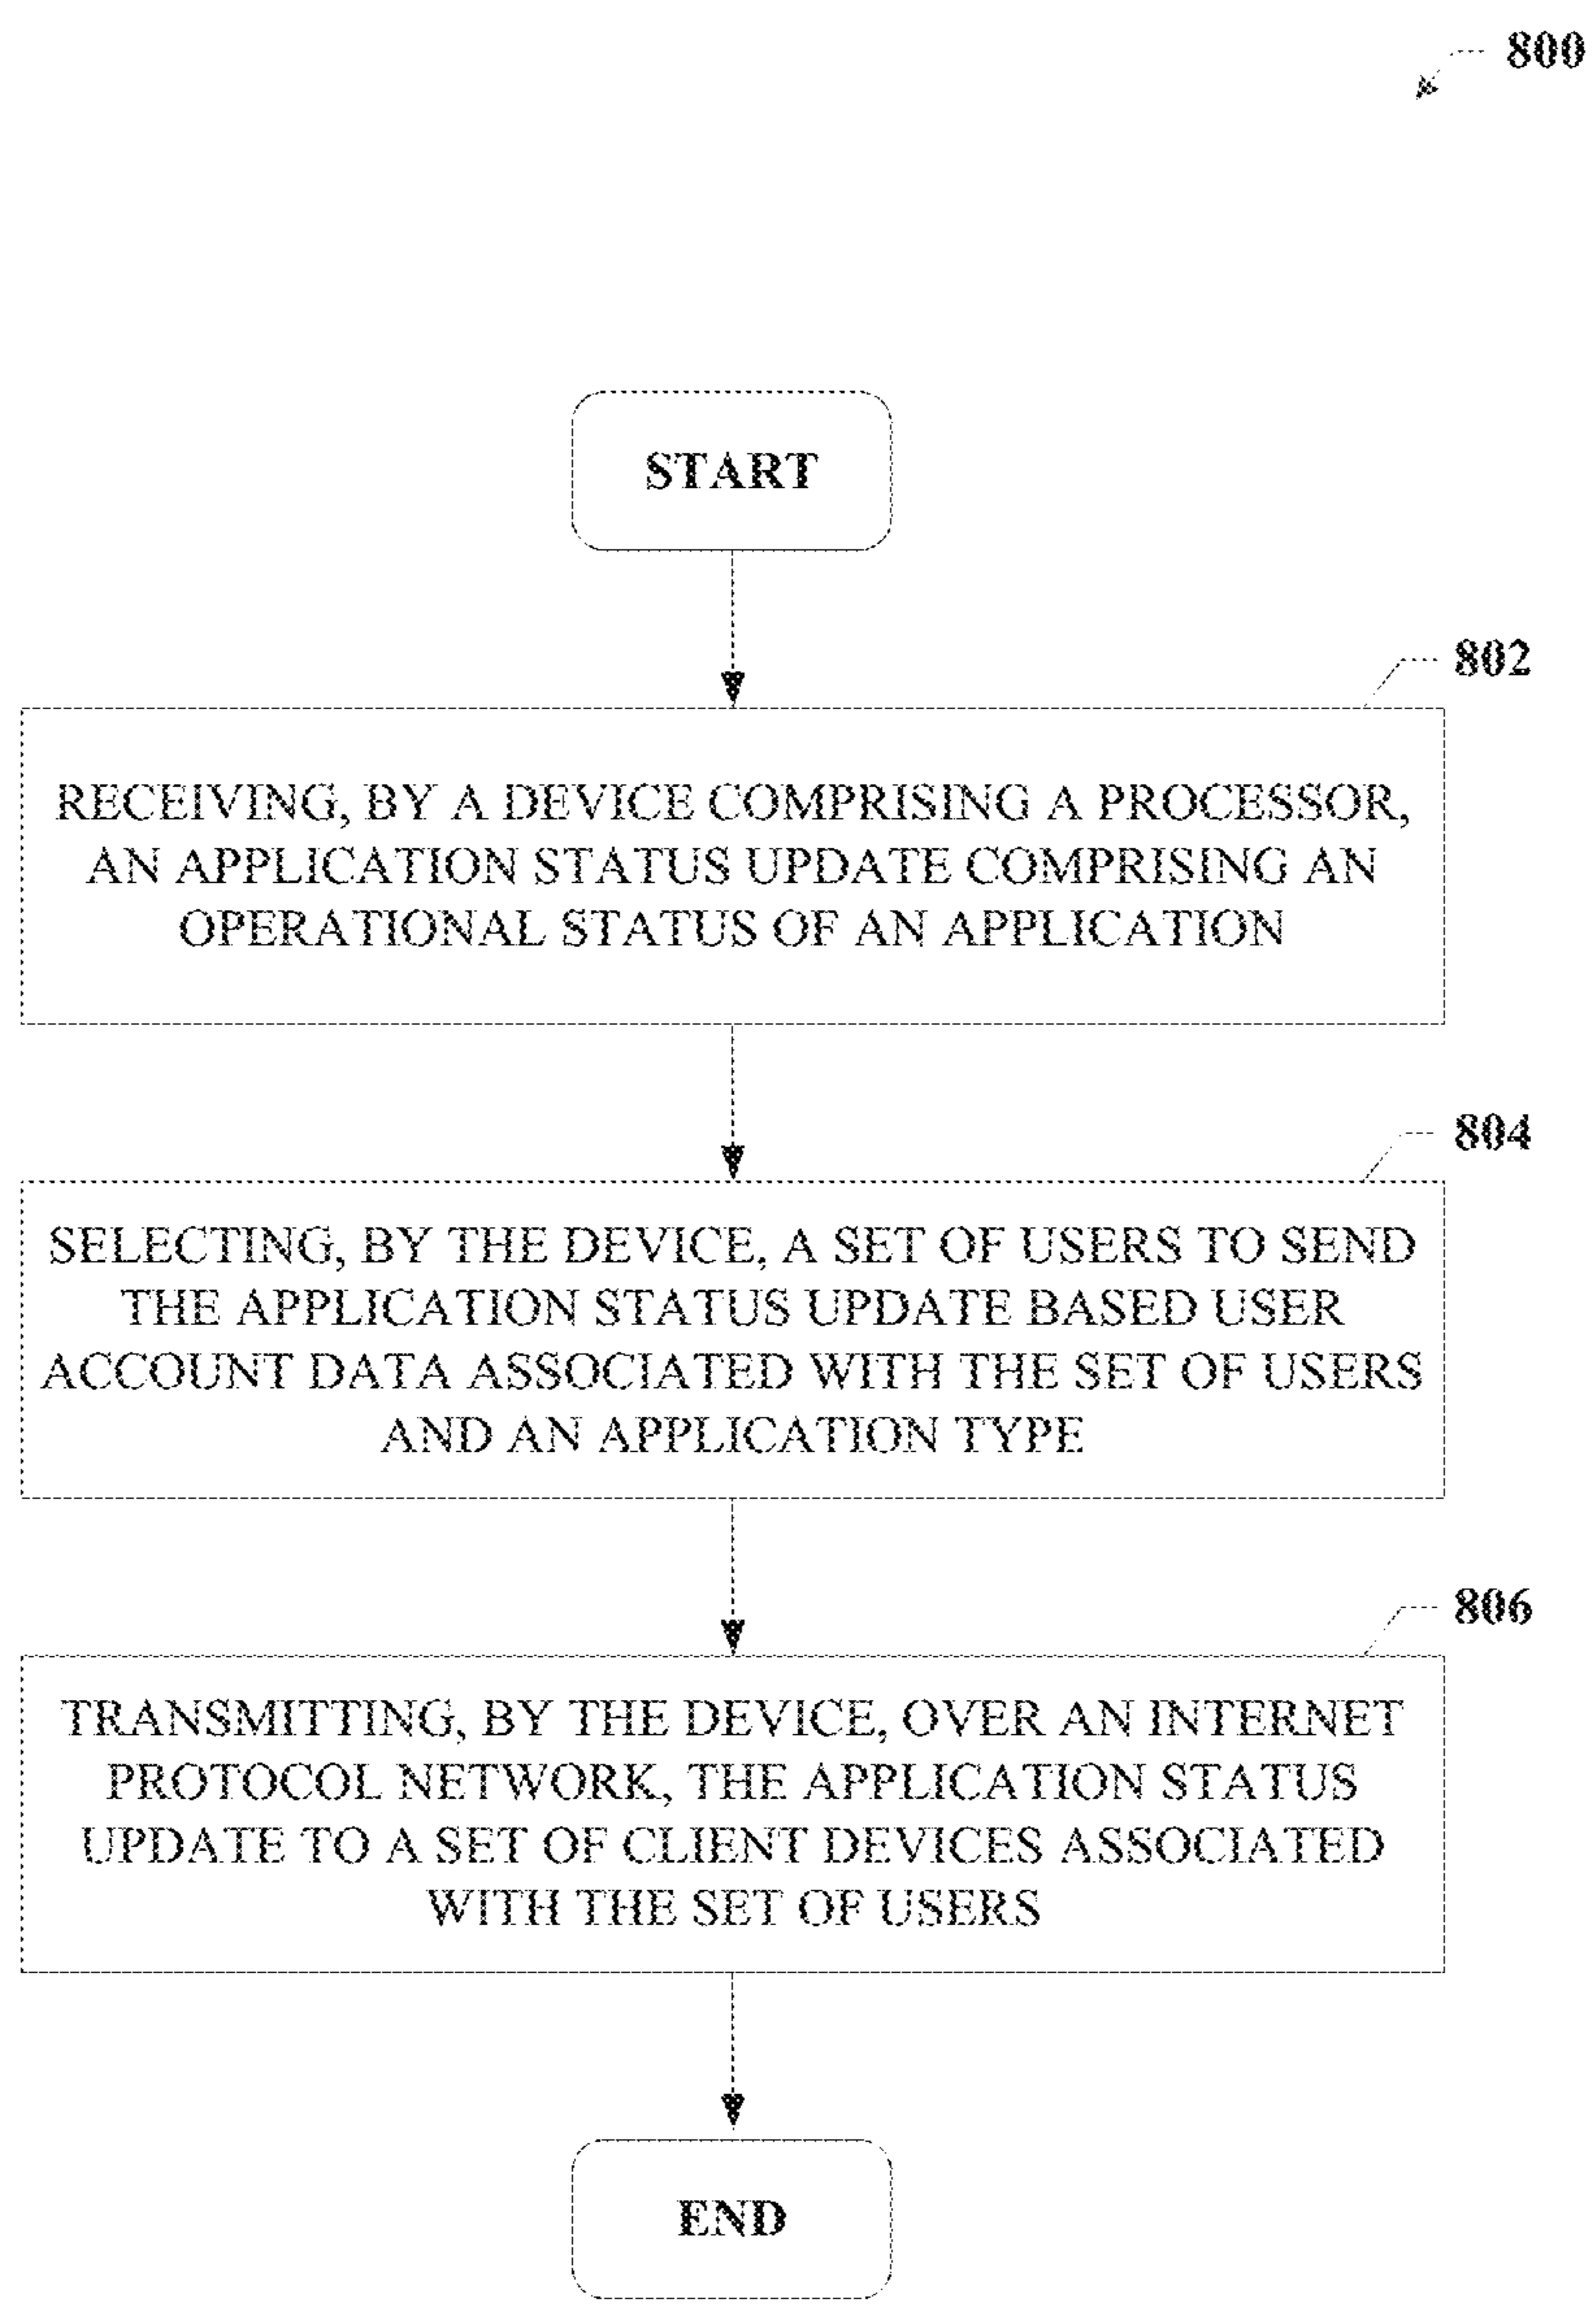 800
START
802
RECEIVING, BY A DEVICE COMPRISING A PROCESSOR,
AN APPLICATION STATUS UPDATE COMPRISING AN
OPERATIONAL STATUS OF AN APPLICATION
804
SELECTING, BY THE DEVICE, A SET OF USERS TO SEND
THE APPLICATION STATUS UPDATE BASED USER
ACCOUNT DATA ASSOCIATED WITH THE SET OF USERS
AND AN APPLICATION TYPE
806
TRANSMITTING, BY THE DEVICE, OVER AN INTERNET
PROTOCOL NETWORK, THE APPLICATION STATUS
UPDATE TO A SET OF CLIENT DEVICES ASSOCIATED
WITH THE SET OF USERS
END